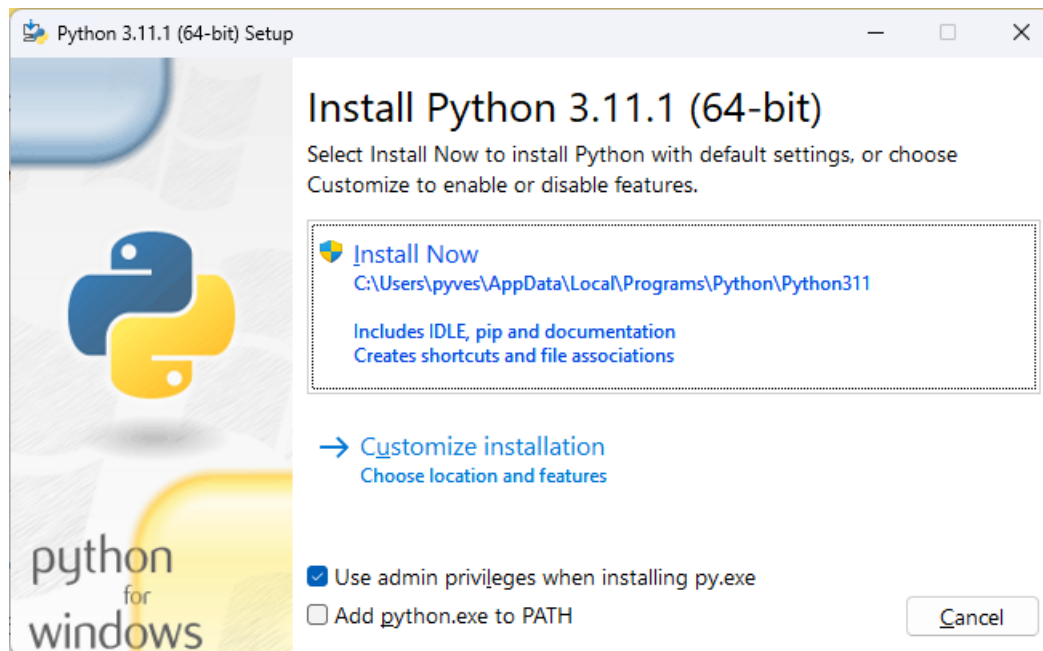 Python 3.11.1 (64-bit) Setup
Install Python 3.11.1 (64-bit)
Select Install Now to install Python with default settings, or choose
Customize to enable or disable features.
Install Now
C:\Users\pyves\AppData\Local\Programs\Python\Python311
Includes IDLE, pip and documentation
Creates shortcuts and file associations
Customize installation
Choose location and features
Use admin privileges when installing py.exe
Add python.exe to PATH
Cancel
python
for
windows